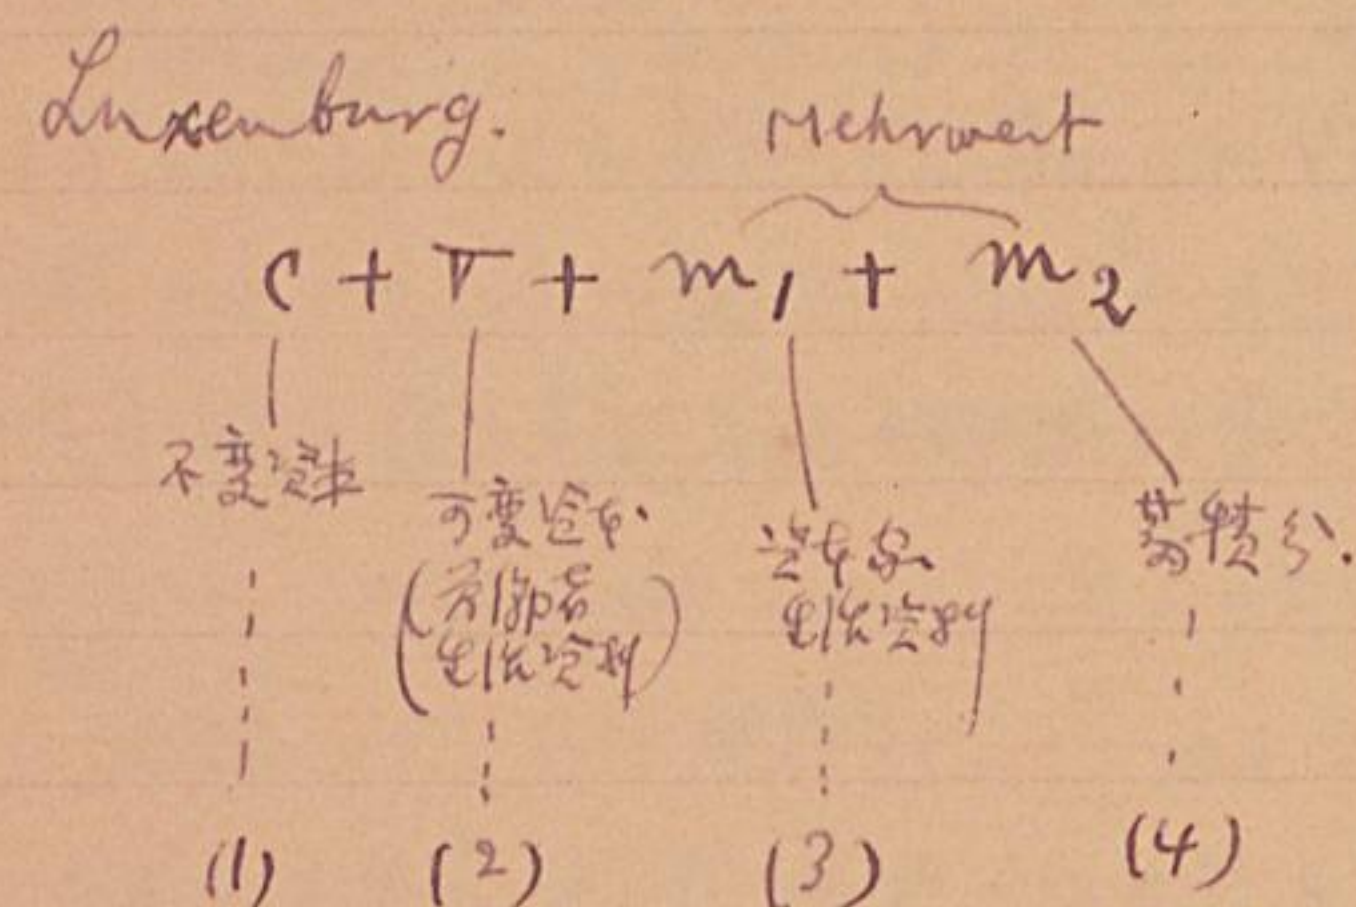 Luxenburg.
Mehrwert
c + v + m₁ + m₂
不変資本
可変資本
(労働者
生活資料)
資本家
生活資料
蓄積分.
(1) (2) (3) (4)